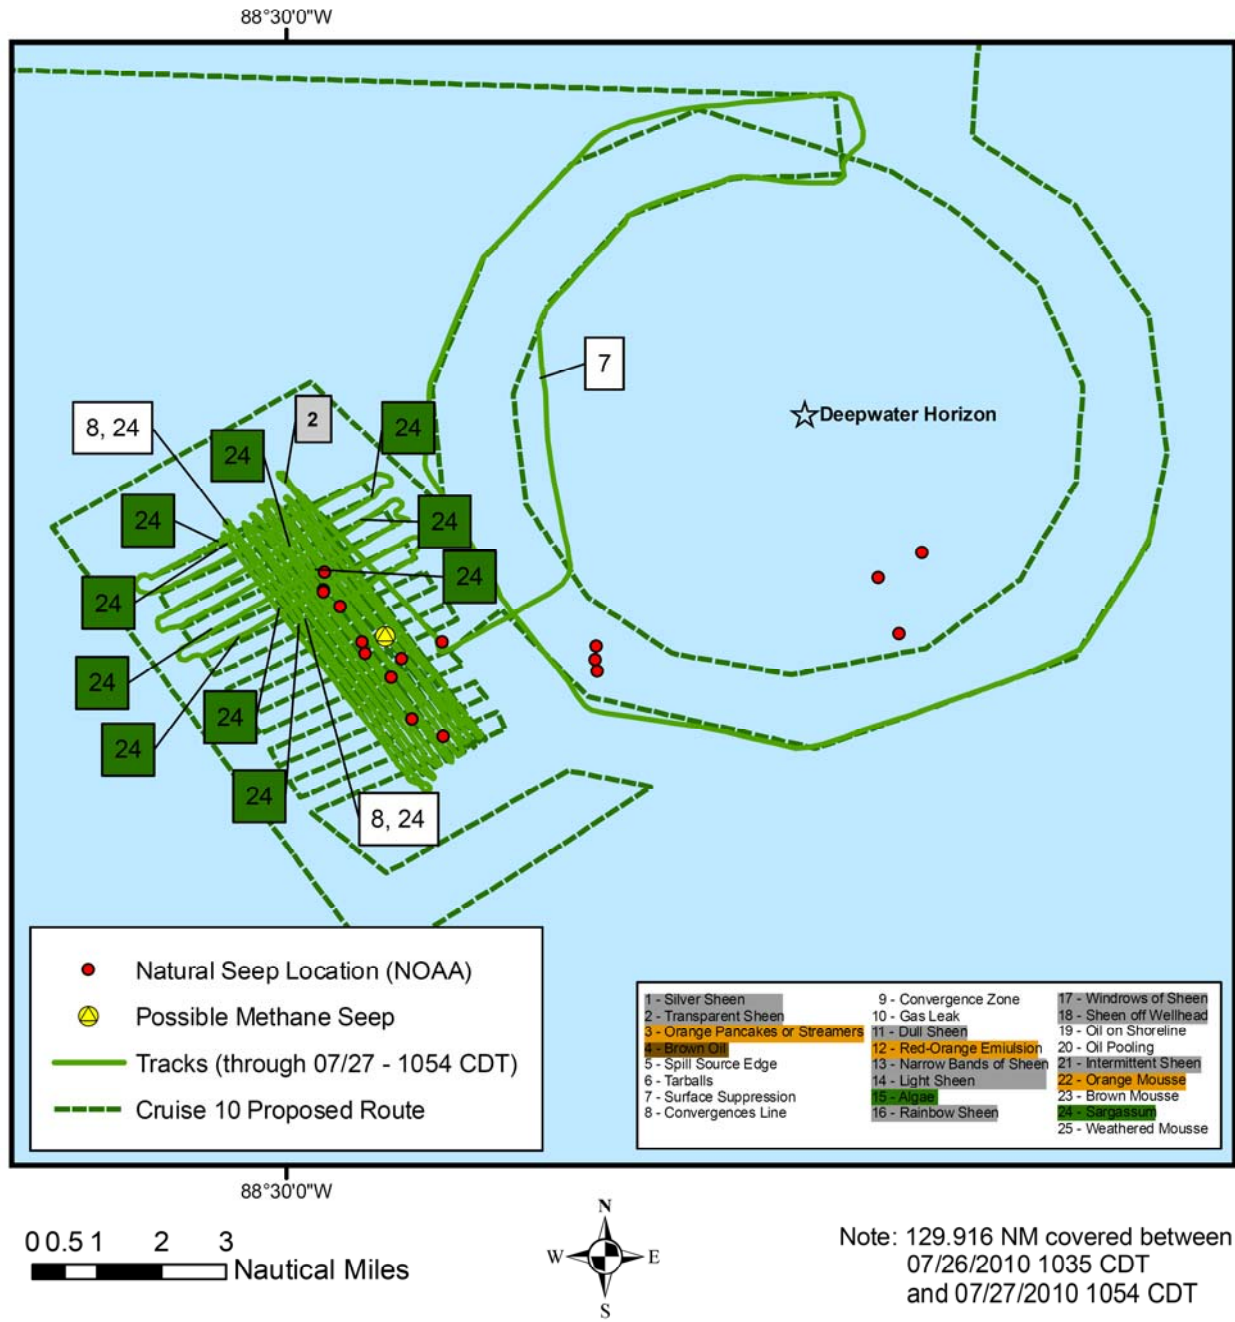 88°30'0"W
7
Deepwater Horizon
2
8, 24
24
24
24
24
24
24
24
24
24
24
8, 24
Natural Seep Location (NOAA)
Possible Methane Seep
Tracks (through 07/27 - 1054 CDT)
Cruise 10 Proposed Route
1 - Silver Sheen
2 - Transparent Sheen
3 - Orange Pancakes or Streamers
4 - Brown Oil
5 - Spill Source Edge
6 - Tarballs
7 - Surface Suppression
8 - Convergences Line
9 - Convergence Zone
10 - Gas Leak
11 - Dull Sheen
12 - Red-Orange Emiulsion
13 - Narrow Bands of Sheen
14 - Light Sheen
15 - Algae
16 - Rainbow Sheen
17 - Windrows of Sheen
18 - Sheen off Wellhead
19 - Oil on Shoreline
20 - Oil Pooling
21 - Intermittent Sheen
22 - Orange Mousse
23 - Brown Mousse
24 - Sargassum
25 - Weathered Mousse
88°30'0"W
0 0.5 1 2 3
Nautical Miles
N
W E
S
Note: 129.916 NM covered between
07/26/2010 1035 CDT
and 07/27/2010 1054 CDT